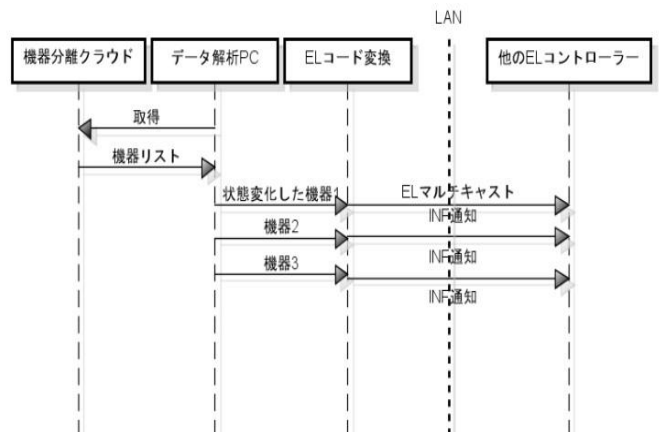 LAN
機器分離クラウド
データ解析PC
ELコード変換
他のELコントローラー
取得
機器リスト
状態変化した機器1
ELマルチキャスト
INF通知
機器2
INF通知
機器3
INF通知